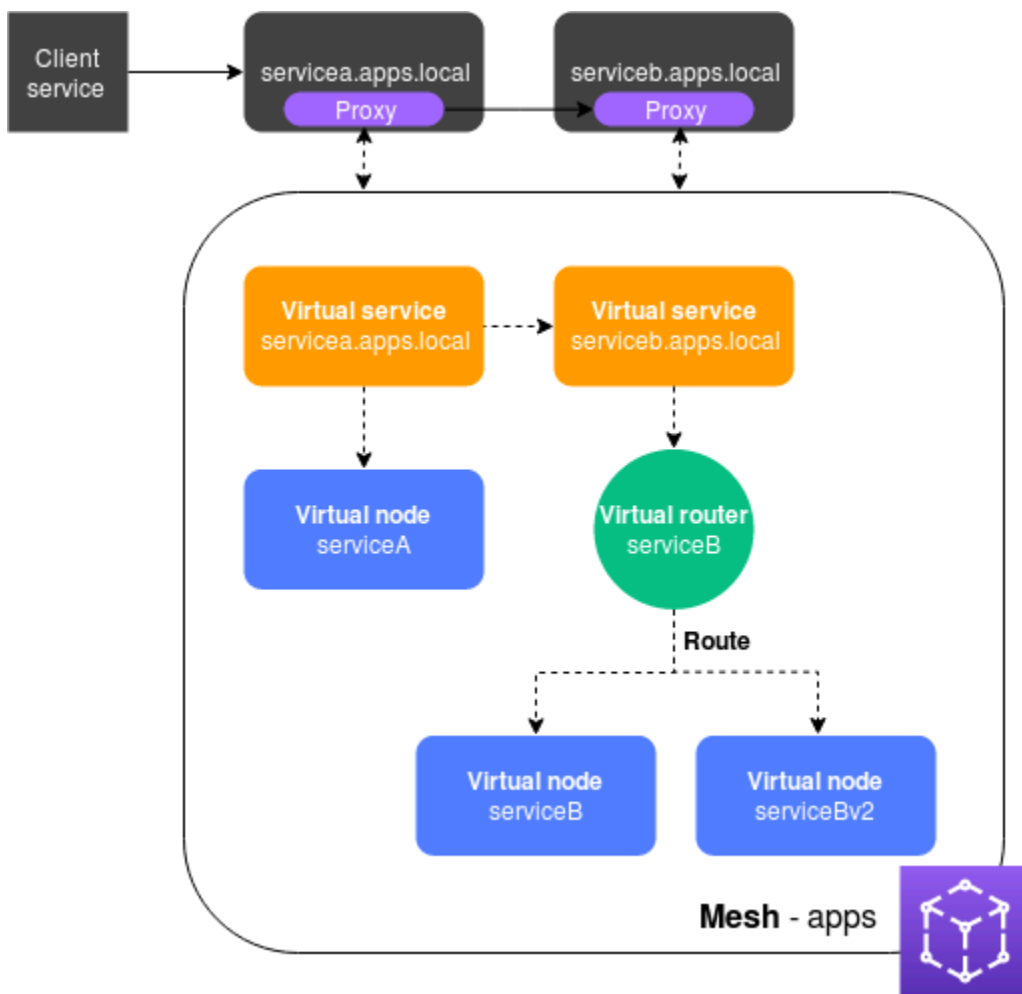 Client
service
servicea.apps.local
Proxy
serviceb.apps.local
Proxy
Virtual service
servicea.apps.local
Virtual service
serviceb.apps.local
Virtual node
serviceA
Virtual router
serviceB
Route
Virtual node
serviceB
Virtual node
serviceBv2
Mesh - apps